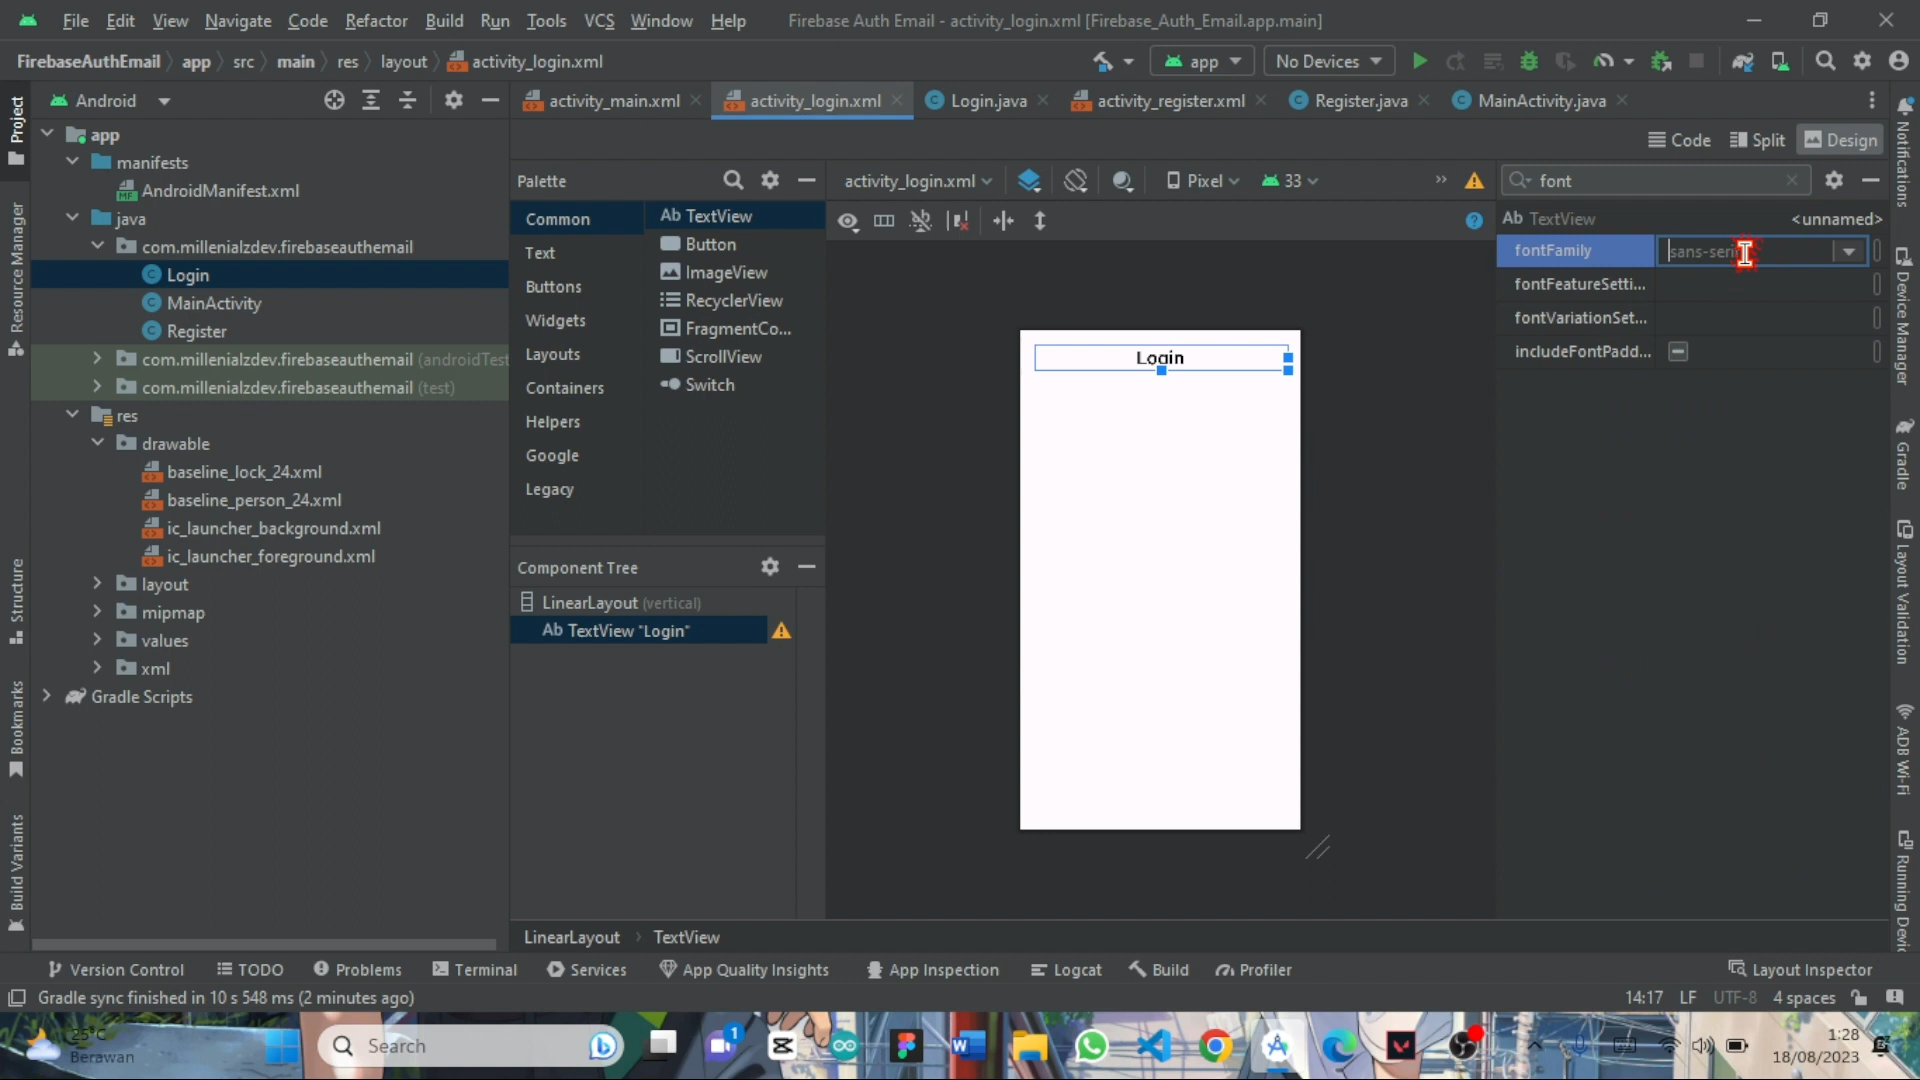 File Edit View Navigate Code Refactor Build Run Tools VCS Window Help Firebase Auth Email - activity_login.xml [Firebase_Auth_Email.app.main]
FirebaseAuthEmail app src main res layout activity_login.xml app No Devices
Android activity_main.xml activity_login.xml Login.java activity_register.xml Register.java MainActivity.java
Code Split Design
Project
Resource Manager
Structure
Bookmarks
Build Variants
app
manifests
AndroidManifest.xml
java
com.millenialzdev.firebaseauthemail
Login
MainActivity
Register
com.millenialzdev.firebaseauthemail (androidTest
com.millenialzdev.firebaseauthemail (test)
res
drawable
baseline_lock_24.xml
baseline_person_24.xml
ic_launcher_background.xml
ic_launcher_foreground.xml
layout
mipmap
values
xml
Gradle Scripts
Palette
Common
Text
Buttons
Widgets
Layouts
Containers
Helpers
Google
Legacy
Ab TextView
Button
ImageView
RecyclerView
FragmentCo...
ScrollView
Switch
Component Tree
LinearLayout (vertical)
Ab TextView "Login"
activity_login.xml Pixel 33
Login
font
Ab TextView <unnamed>
fontFamily sans-seri
fontFeatureSetti...
fontVariationSet...
includeFontPadd...
Notifications
Device Manager
Gradle
Layout Validation
ADB Wi-Fi
Running Devic
LinearLayout TextView
Version Control TODO Problems Terminal Services App Quality Insights App Inspection Logcat Build Profiler Layout Inspector
Gradle sync finished in 10 s 548 ms (2 minutes ago) 14:17 LF UTF-8 4 spaces
25°C
Berawan
Search
1
1:28
18/08/2023